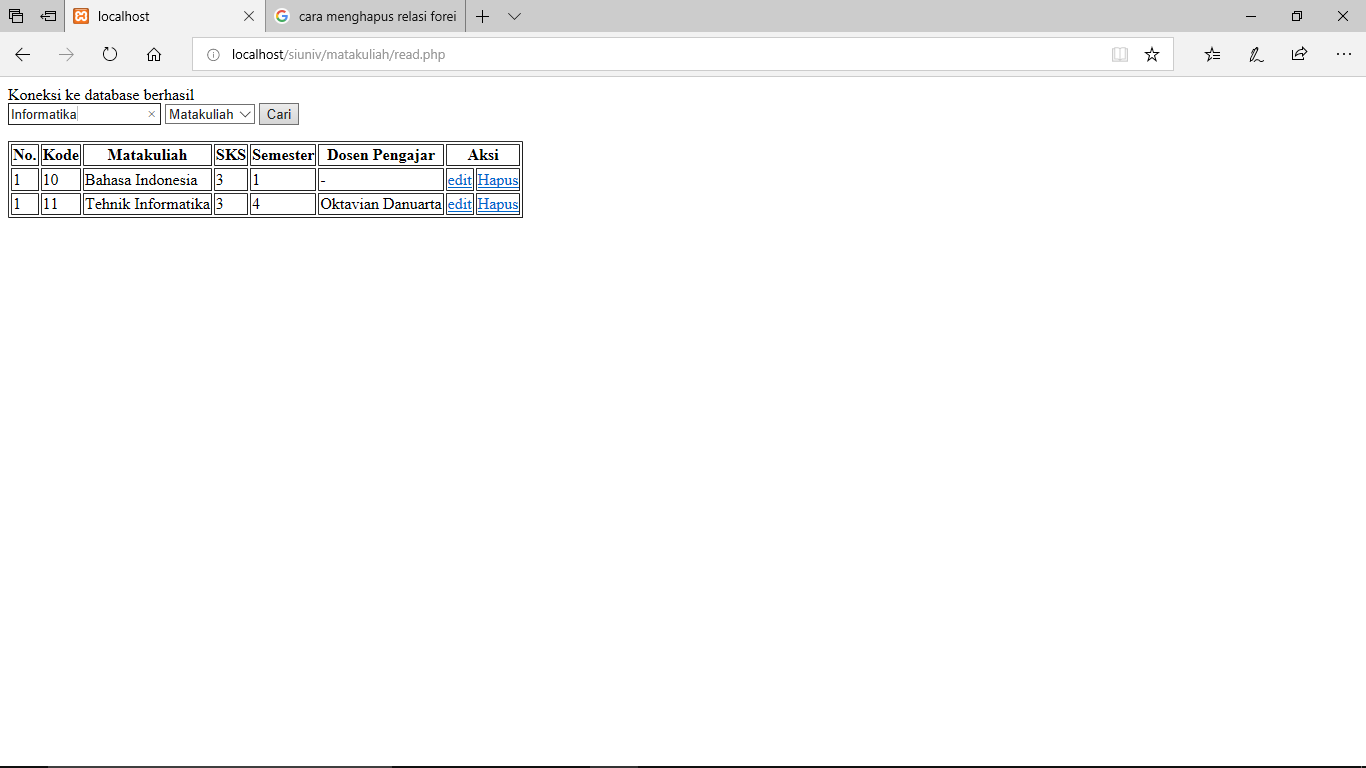 localhost
cara menghapus relasi forei
localhost/siuniv/matakuliah/read.php
Koneksi ke database berhasil
Informatika Matakuliah Cari
No. Kode Matakuliah SKS Semester Dosen Pengajar Aksi
1 10 Bahasa Indonesia 3 1 - edit Hapus
1 11 Tehnik Informatika 3 4 Oktavian Danuarta edit Hapus